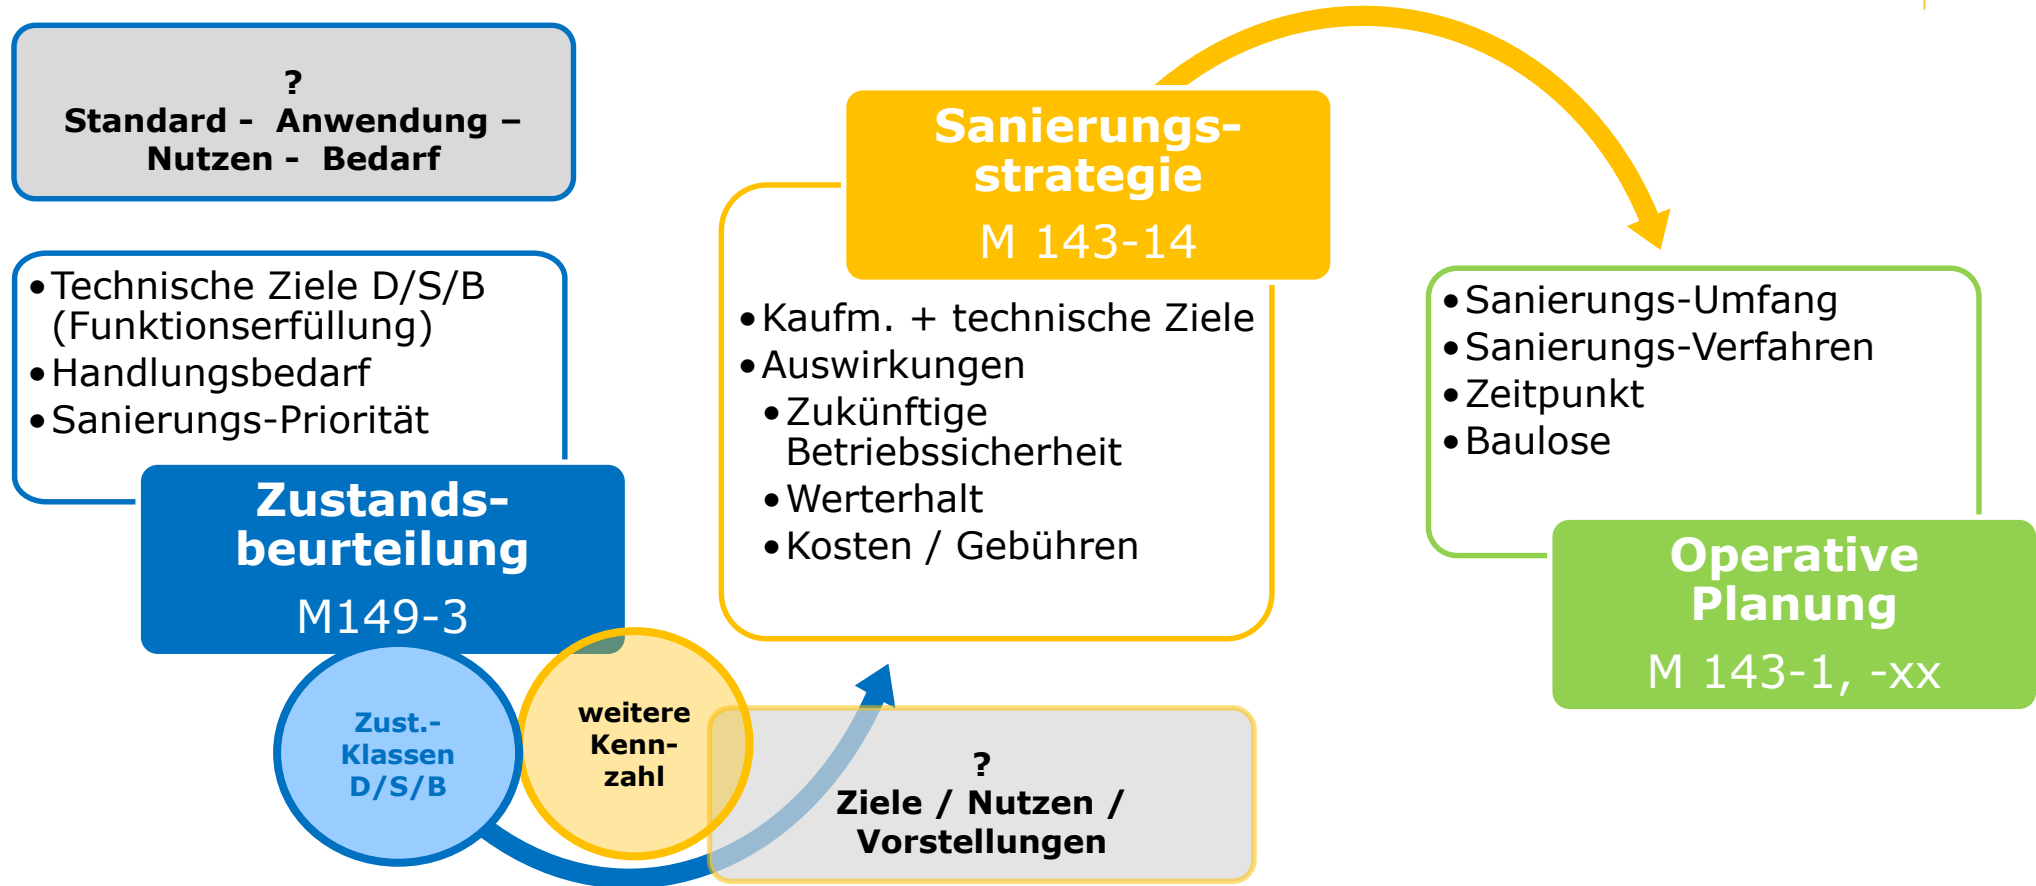 ?
Standard - Anwendung –
Nutzen - Bedarf
•Technische Ziele D/S/B
(Funktionserfüllung)
•Handlungsbedarf
•Sanierungs-Priorität
Zustands-
beurteilung
M149-3
Zust.-
Klassen
D/S/B
weitere
Kenn-
zahl
Sanierungs-
strategie
M 143-14
•Kaufm. + technische Ziele
•Auswirkungen
•Zukünftige
Betriebssicherheit
•Werterhalt
•Kosten / Gebühren
?
Ziele / Nutzen /
Vorstellungen
•Sanierungs-Umfang
•Sanierungs-Verfahren
•Zeitpunkt
•Baulose
Operative
Planung
M 143-1, -xx